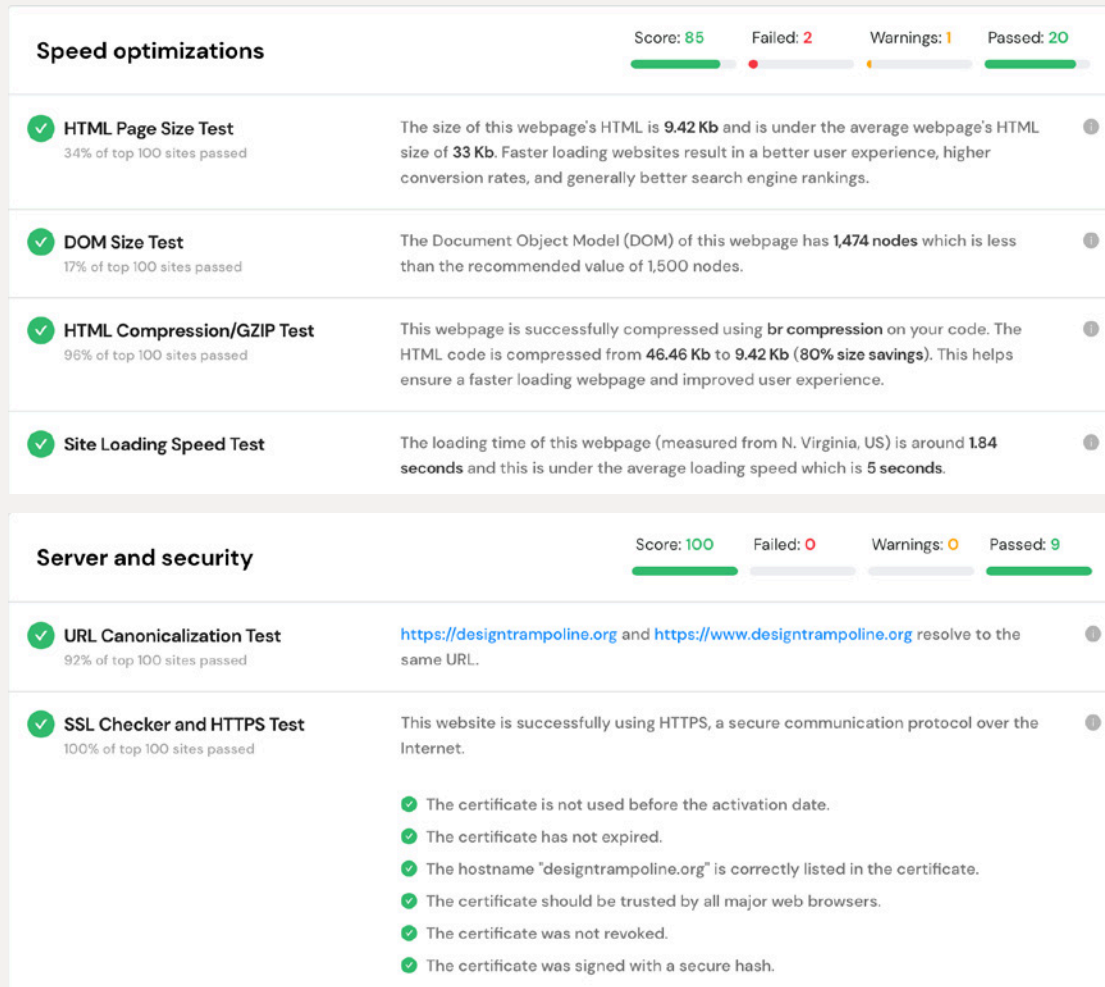 Speed optimizations
Score: 85
Failed: 2
Warnings: 1
Passed: 20
HTML Page Size Test
34% of top 100 sites passed
The size of this webpage's HTML is 9.42 Kb and is under the average webpage's HTML
size of 33 Kb. Faster loading websites result in a better user experience, higher
conversion rates, and generally better search engine rankings.
DOM Size Test
17% of top 100 sites passed
The Document Object Model (DOM) of this webpage has 1,474 nodes which is less
than the recommended value of 1,500 nodes.
HTML Compression/GZIP Test
96% of top 100 sites passed
This webpage is successfully compressed using br compression on your code. The
HTML code is compressed from 46.46 Kb to 9.42 Kb (80% size savings). This helps
ensure a faster loading webpage and improved user experience.
Site Loading Speed Test
The loading time of this webpage (measured from N. Virginia, US) is around 1.84
seconds and this is under the average loading speed which is 5 seconds.
Server and security
Score: 100
Failed: 0
Warnings: 0
Passed: 9
URL Canonicalization Test
92% of top 100 sites passed
https://designtrampoline.org and https://www.designtrampoline.org resolve to the
same URL.
SSL Checker and HTTPS Test
100% of top 100 sites passed
This website is successfully using HTTPS, a secure communication protocol over the
Internet.
The certificate is not used before the activation date.
The certificate has not expired.
The hostname "designtrampoline.org" is correctly listed in the certificate.
The certificate should be trusted by all major web browsers.
The certificate was not revoked.
The certificate was signed with a secure hash.